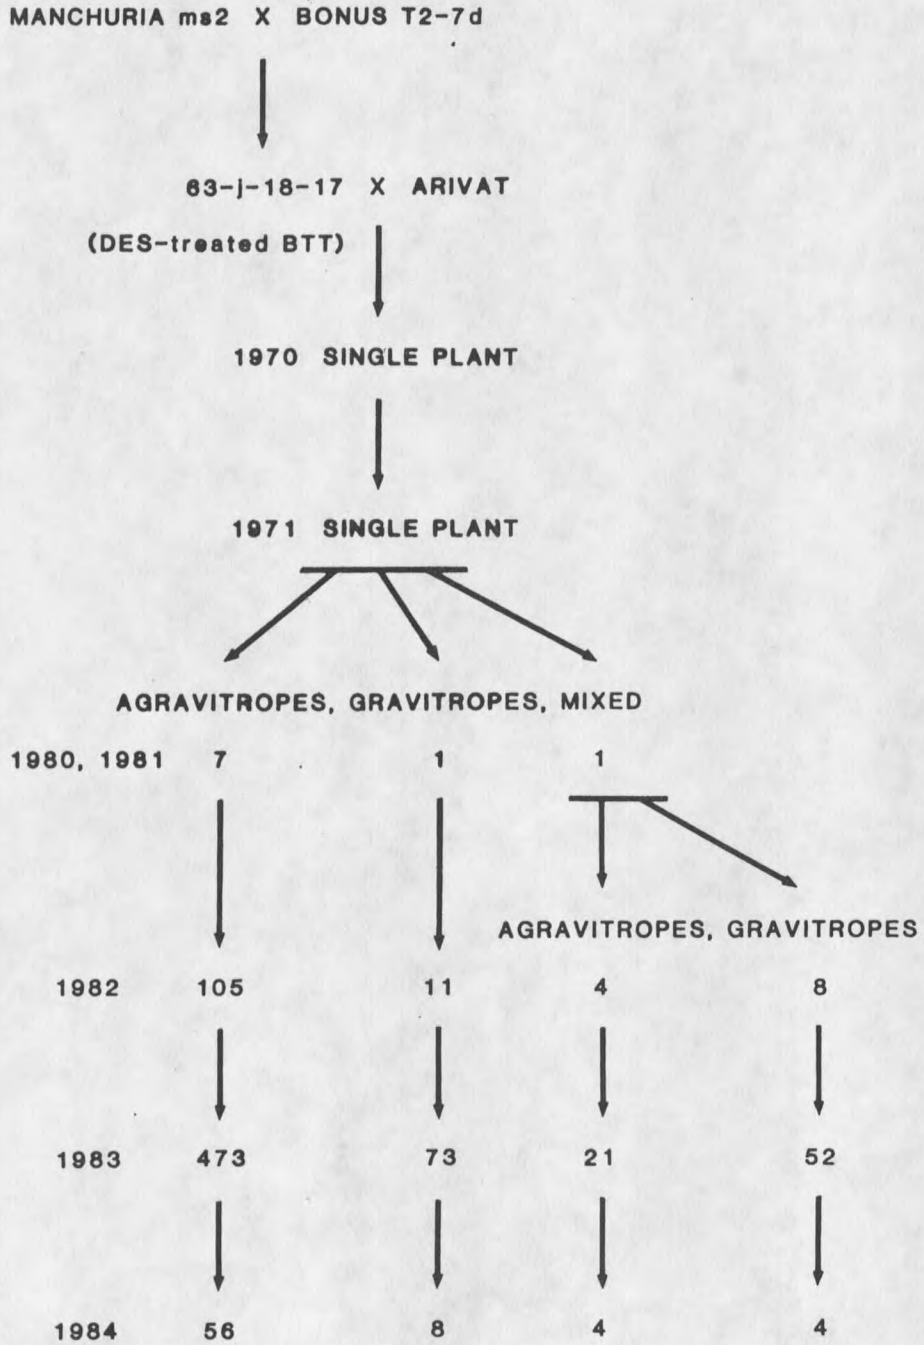 MANCHURIA ms2 X BONUS T2-7d
63-j-18-17 X ARIVAT
(DES-treated BTT)
1970 SINGLE PLANT
1971 SINGLE PLANT
AGRAVITROPES, GRAVITROPES, MIXED
1980, 1981 7 1 1
AGRAVITROPES, GRAVITROPES
1982 105 11 4 8
1983 473 73 21 52
1984 56 8 4 4